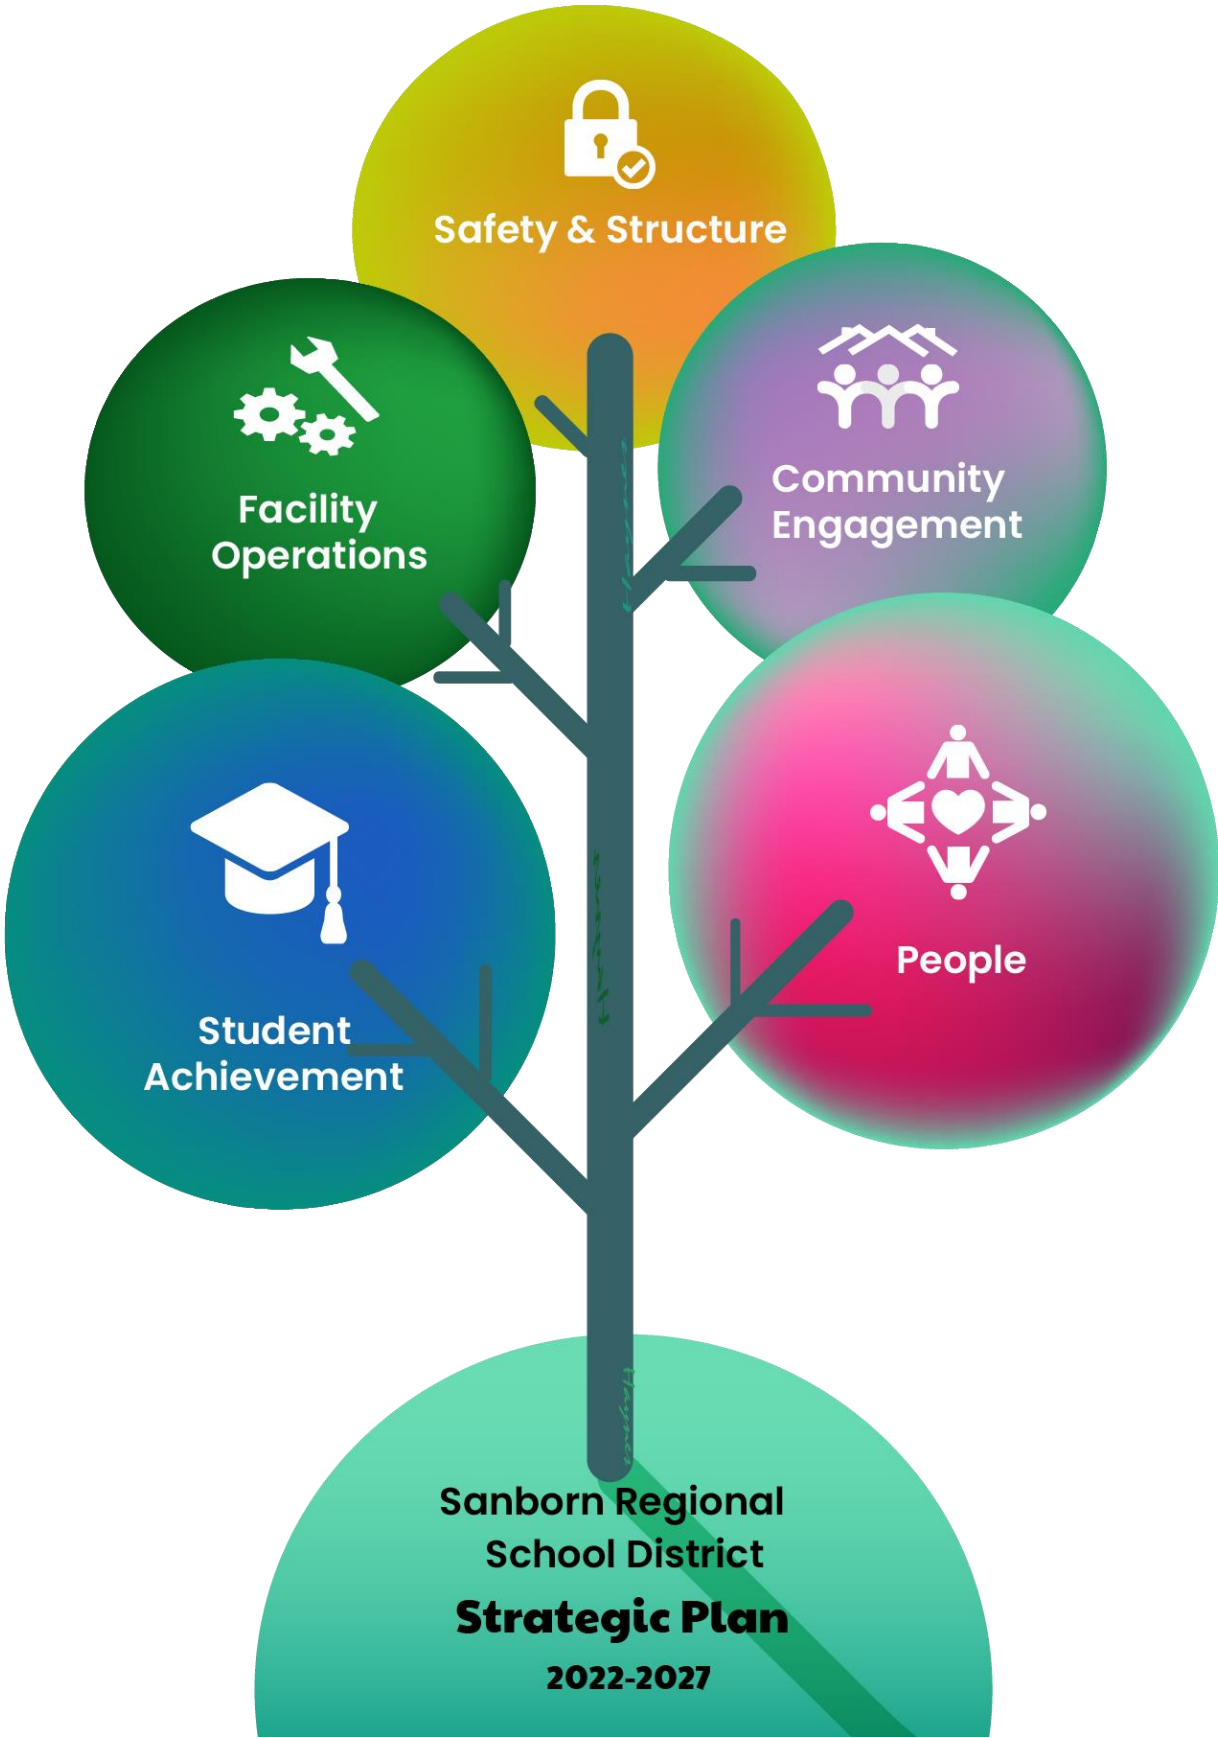 Safety & Structure
Facility
Operations
Community
Engagement
Student
Achievement
People
Sanborn Regional
School District
Strategic Plan
2022-2027